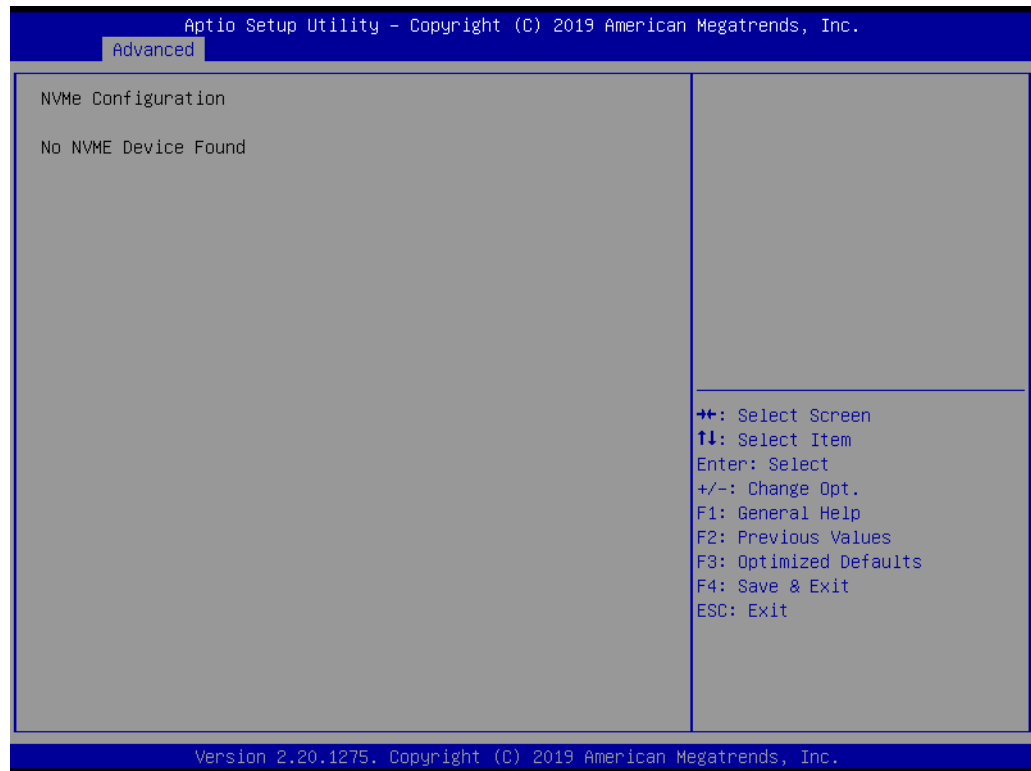 Aptio Setup Utility – Copyright (C) 2019 American Megatrends, Inc.
Advanced
NVMe Configuration
No NVME Device Found
→←: Select Screen
↑↓: Select Item
Enter: Select
+/-: Change Opt.
F1: General Help
F2: Previous Values
F3: Optimized Defaults
F4: Save & Exit
ESC: Exit
Version 2.20.1275. Copyright (C) 2019 American Megatrends, Inc.